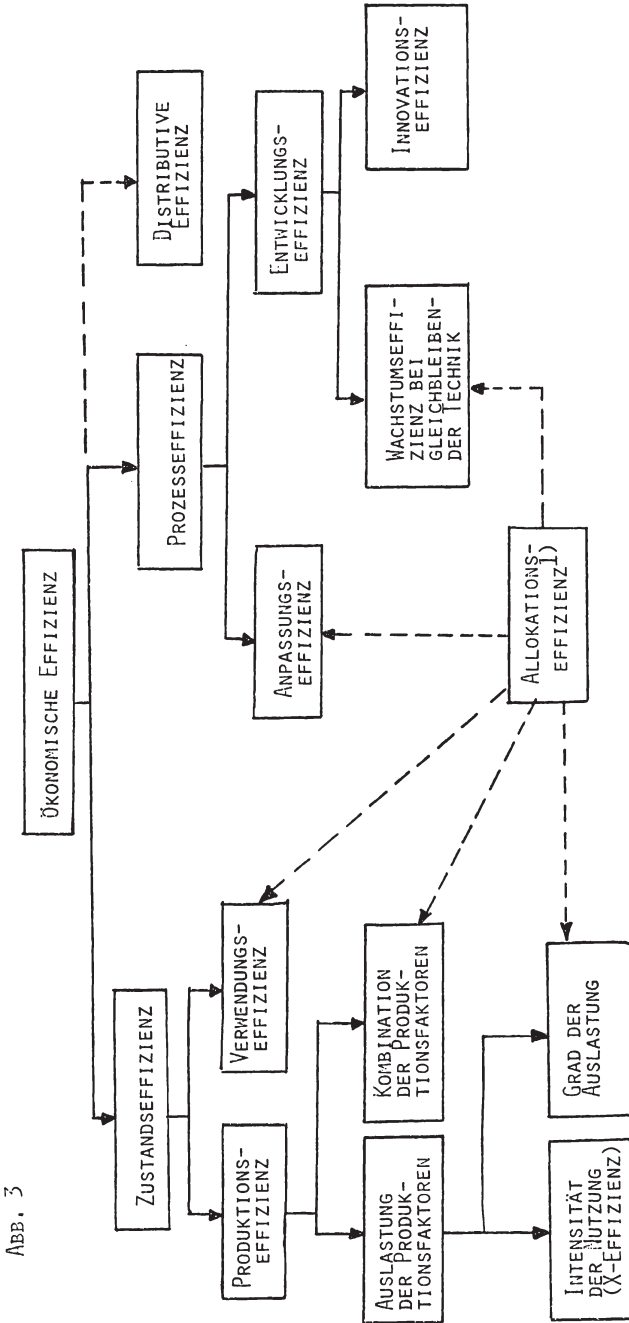 ABB. 3
ÖKONOMISCHE EFFIZIENZ
ZUSTANDSEFFIZIENZ
PROZESSEFFIZIENZ
DISTRIBUTIVE
EFFIZIENZ
PRODUKTIONS-
EFFIZIENZ
VERWENDUNGS-
EFFIZIENZ
ANPASSUNGS-
EFFIZIENZ
ENTWICKLUNGS-
EFFIZIENZ
AUSLASTUNG
DER PRODUK-
TIONSFAKTOREN
KOMBINATION
DER PRODUK-
TIONSFAKTOREN
WACHSTUMSEFFI-
ZIENZ BEI
GLEICHBLEIBEN-
DER TECHNIK
INNOVATIONS-
EFFIZIENZ
INTENSITÄT
DER NUTZUNG
(X-EFFIZIENZ)
GRAD DER
AUSLASTUNG
ALLOKATIONS-
EFFIZIENZ1)